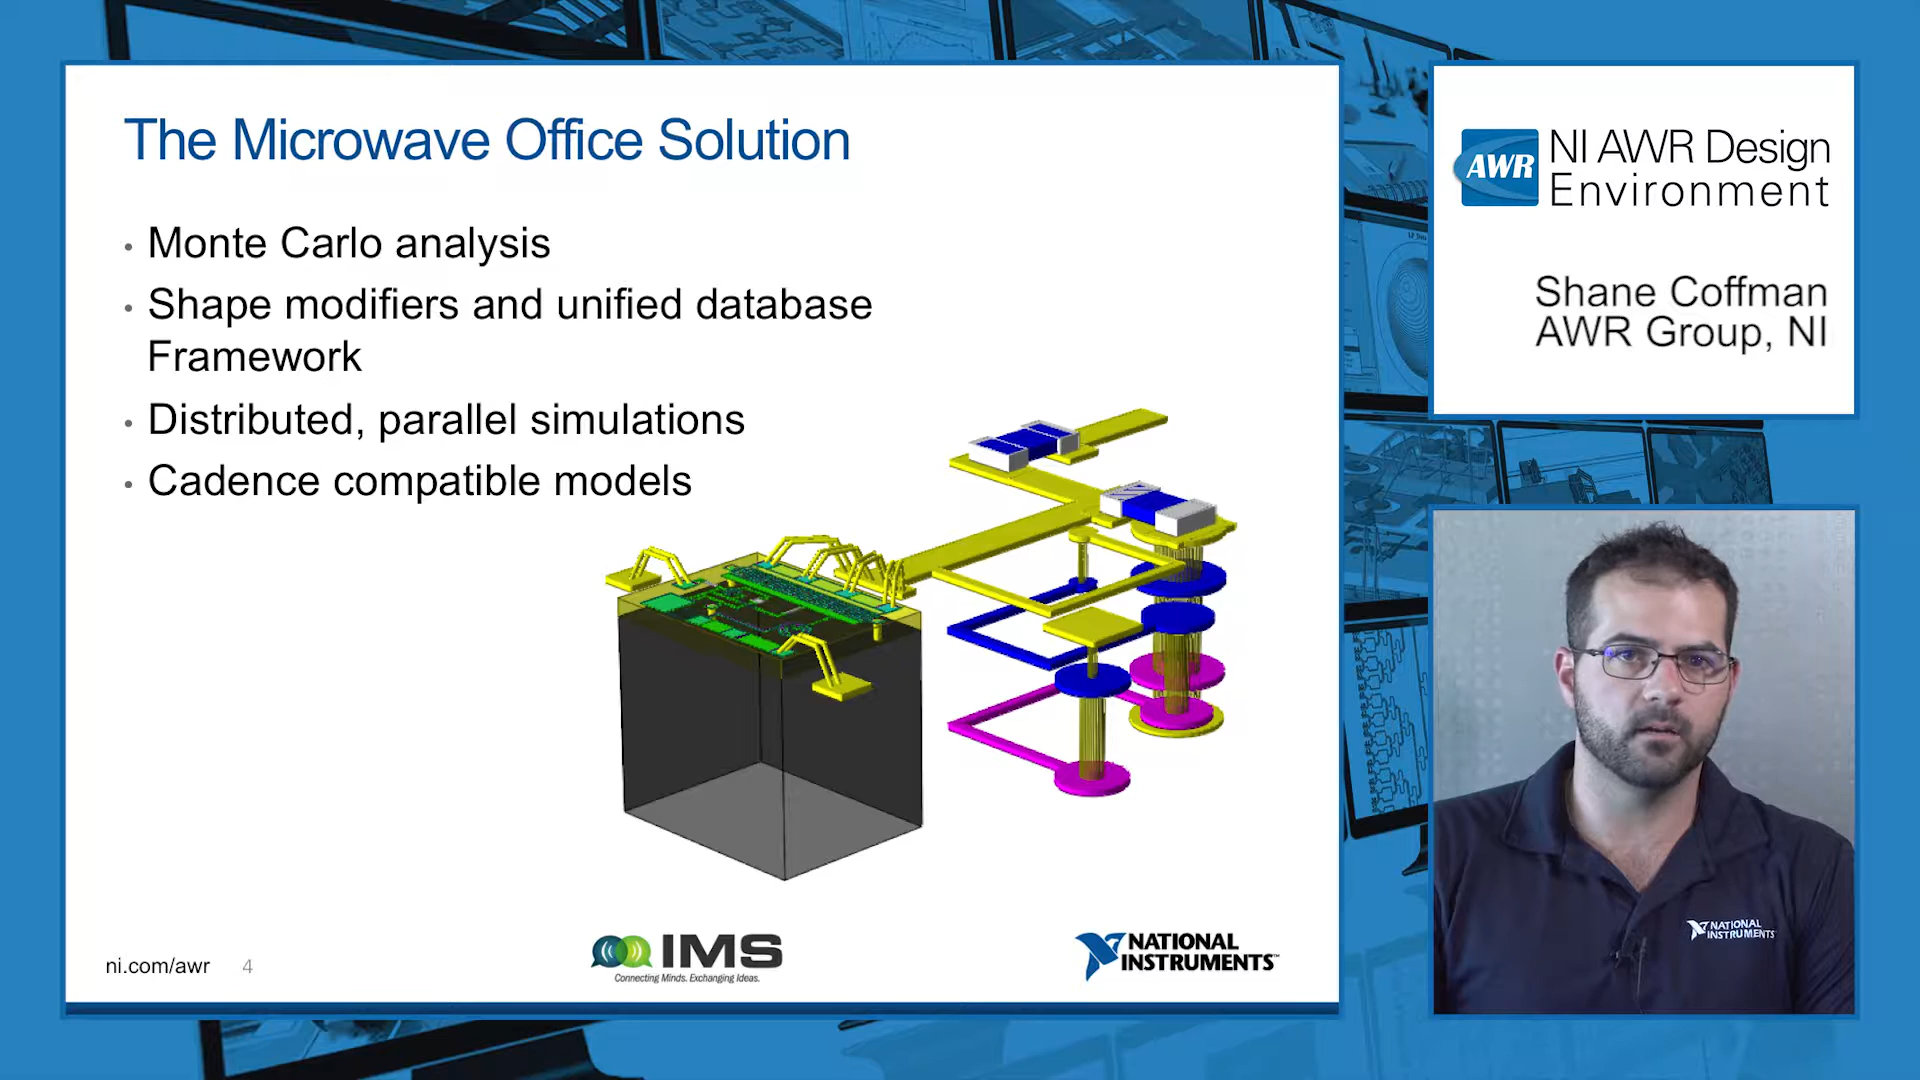 The Microwave Office Solution
• Monte Carlo analysis
• Shape modifiers and unified database
Framework
• Distributed, parallel simulations
• Cadence compatible models
ni.com/awr 4
IMS
Connecting Minds. Exchanging Ideas.
NATIONAL
INSTRUMENTS™
AWR
NI AWR Design
Environment
Shane Coffman
AWR Group, NI
NATIONAL
INSTRUMENTS